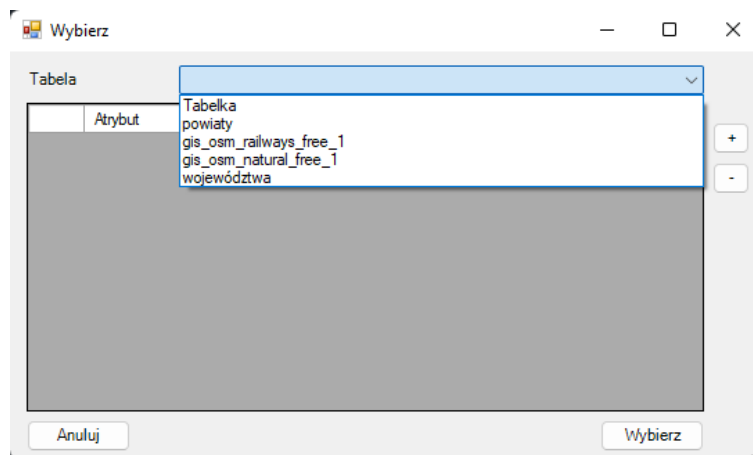 Wybierz
Tabela
Tabelka
Atrybut
powiaty
gis_osm_railways_free_1
gis_osm_natural_free_1
województwa
+
-
Anuluj
Wybierz